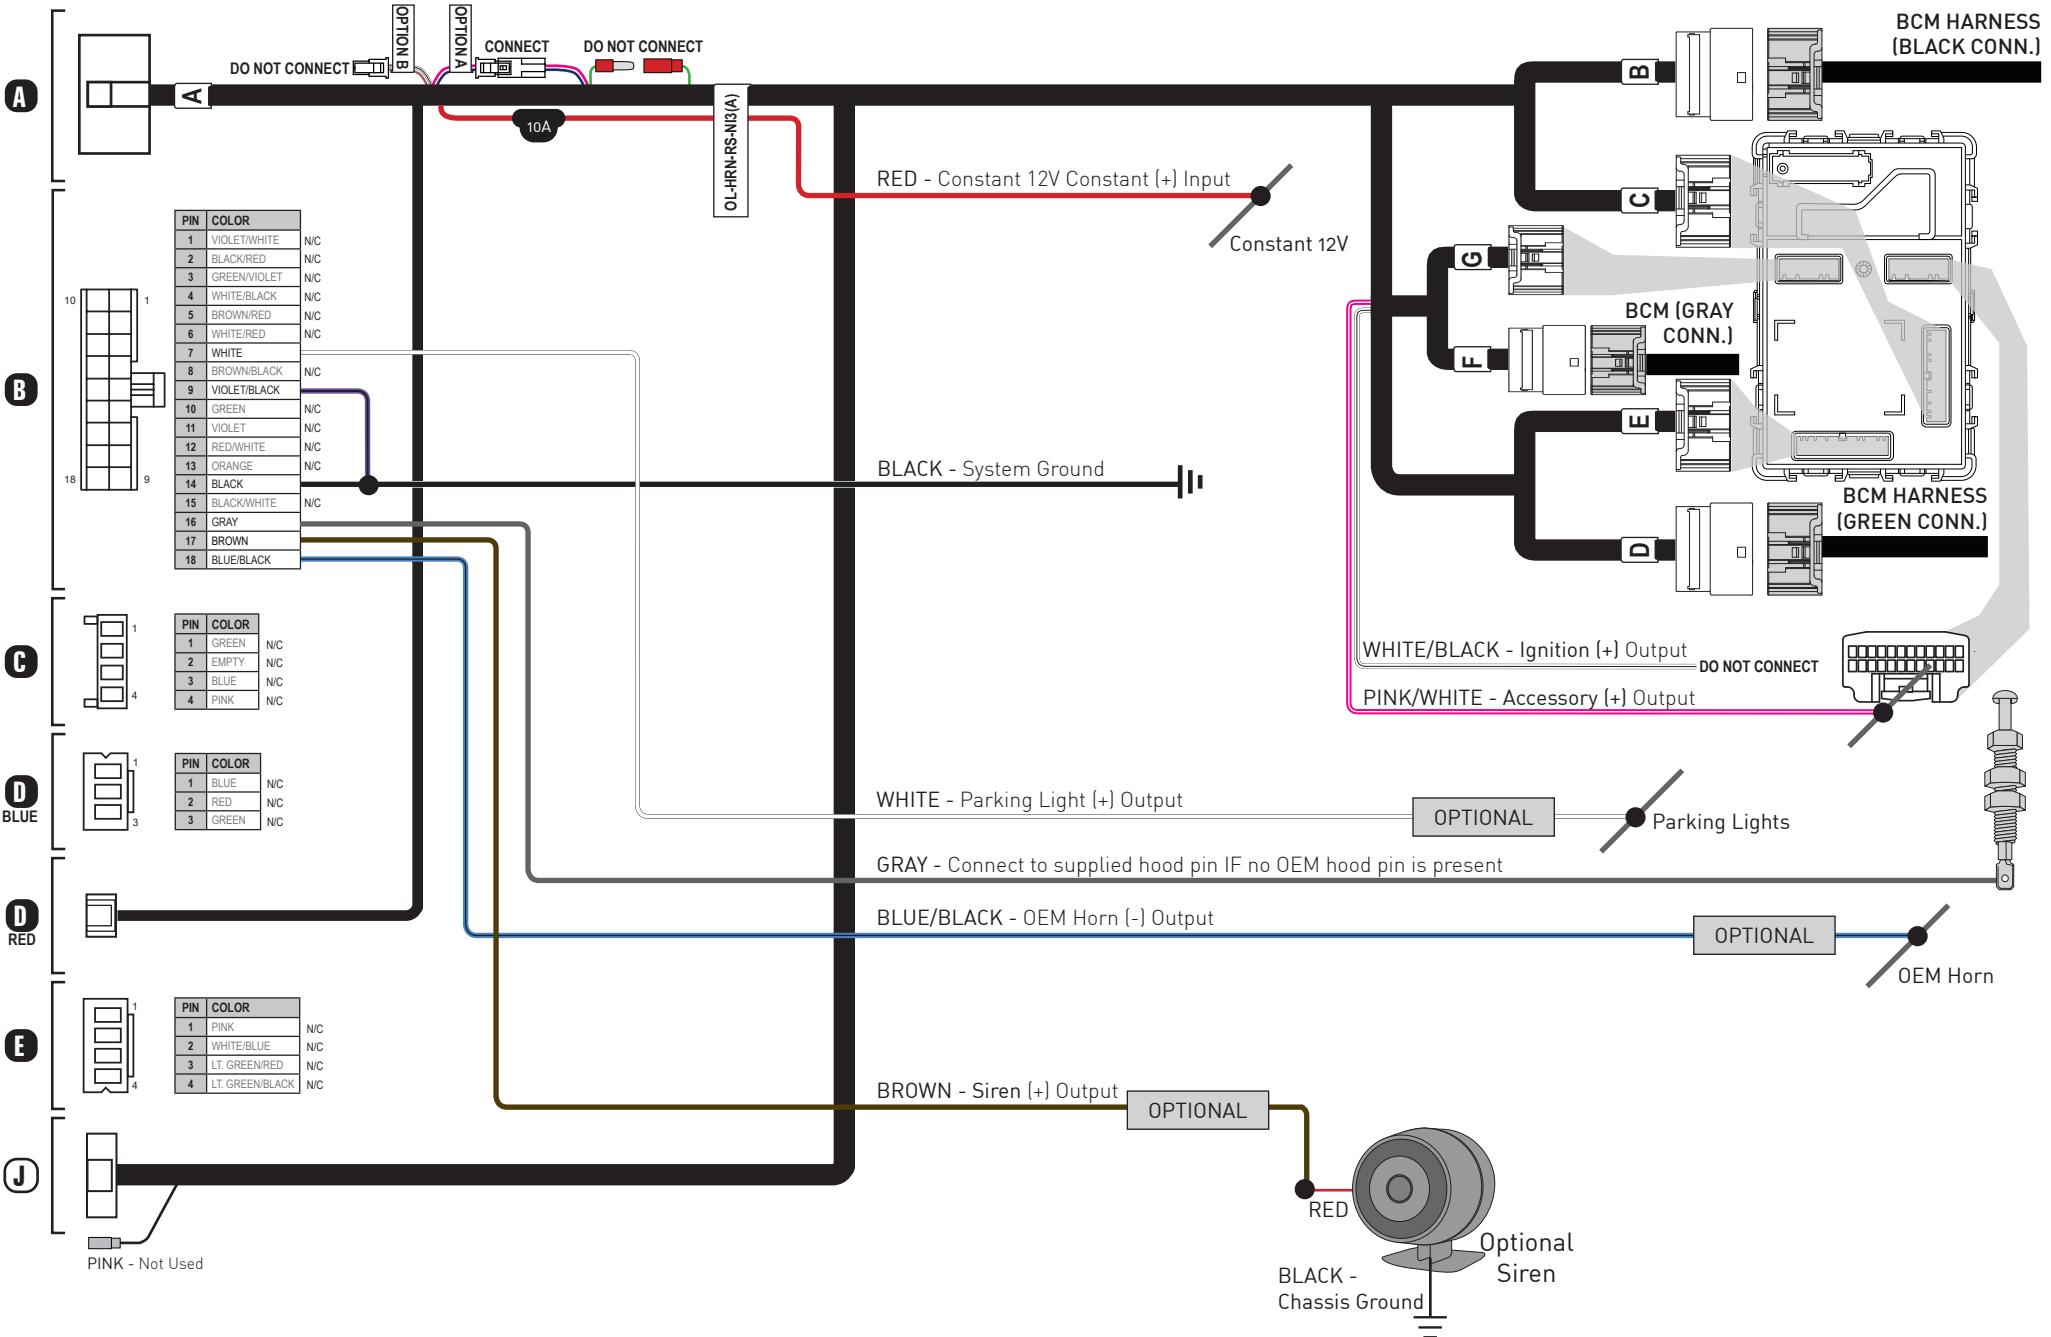 A
DO NOT CONNECT
OPTION B
OPTION A
CONNECT
DO NOT CONNECT
A
10A
OL-HRN-RS-NI3(A)
RED - Constant 12V Constant (+) Input
Constant 12V
B
C
G
F
E
D
BCM HARNESS
(BLACK CONN.)
BCM (GRAY
CONN.)
BCM HARNESS
(GREEN CONN.)
B
10
1
18
9
PIN COLOR
1 VIOLET/WHITE N/C
2 BLACK/RED N/C
3 GREEN/VIOLET N/C
4 WHITE/BLACK N/C
5 BROWN/RED N/C
6 WHITE/RED N/C
7 WHITE
8 BROWN/BLACK N/C
9 VIOLET/BLACK
10 GREEN N/C
11 VIOLET N/C
12 RED/WHITE N/C
13 ORANGE N/C
14 BLACK
15 BLACK/WHITE N/C
16 GRAY
17 BROWN
18 BLUE/BLACK
BLACK - System Ground
WHITE/BLACK - Ignition (+) Output
DO NOT CONNECT
PINK/WHITE - Accessory (+) Output
C
1
4
PIN COLOR
1 GREEN N/C
2 EMPTY N/C
3 BLUE N/C
4 PINK N/C
D
BLUE
1
3
PIN COLOR
1 BLUE N/C
2 RED N/C
3 GREEN N/C
WHITE - Parking Light (+) Output
OPTIONAL
Parking Lights
GRAY - Connect to supplied hood pin IF no OEM hood pin is present
D
RED
BLUE/BLACK - OEM Horn (-) Output
OPTIONAL
OEM Horn
E
1
4
PIN COLOR
1 PINK N/C
2 WHITE/BLUE N/C
3 LT. GREEN/RED N/C
4 LT. GREEN/BLACK N/C
BROWN - Siren (+) Output
OPTIONAL
J
PINK - Not Used
RED
Optional
Siren
BLACK -
Chassis Ground